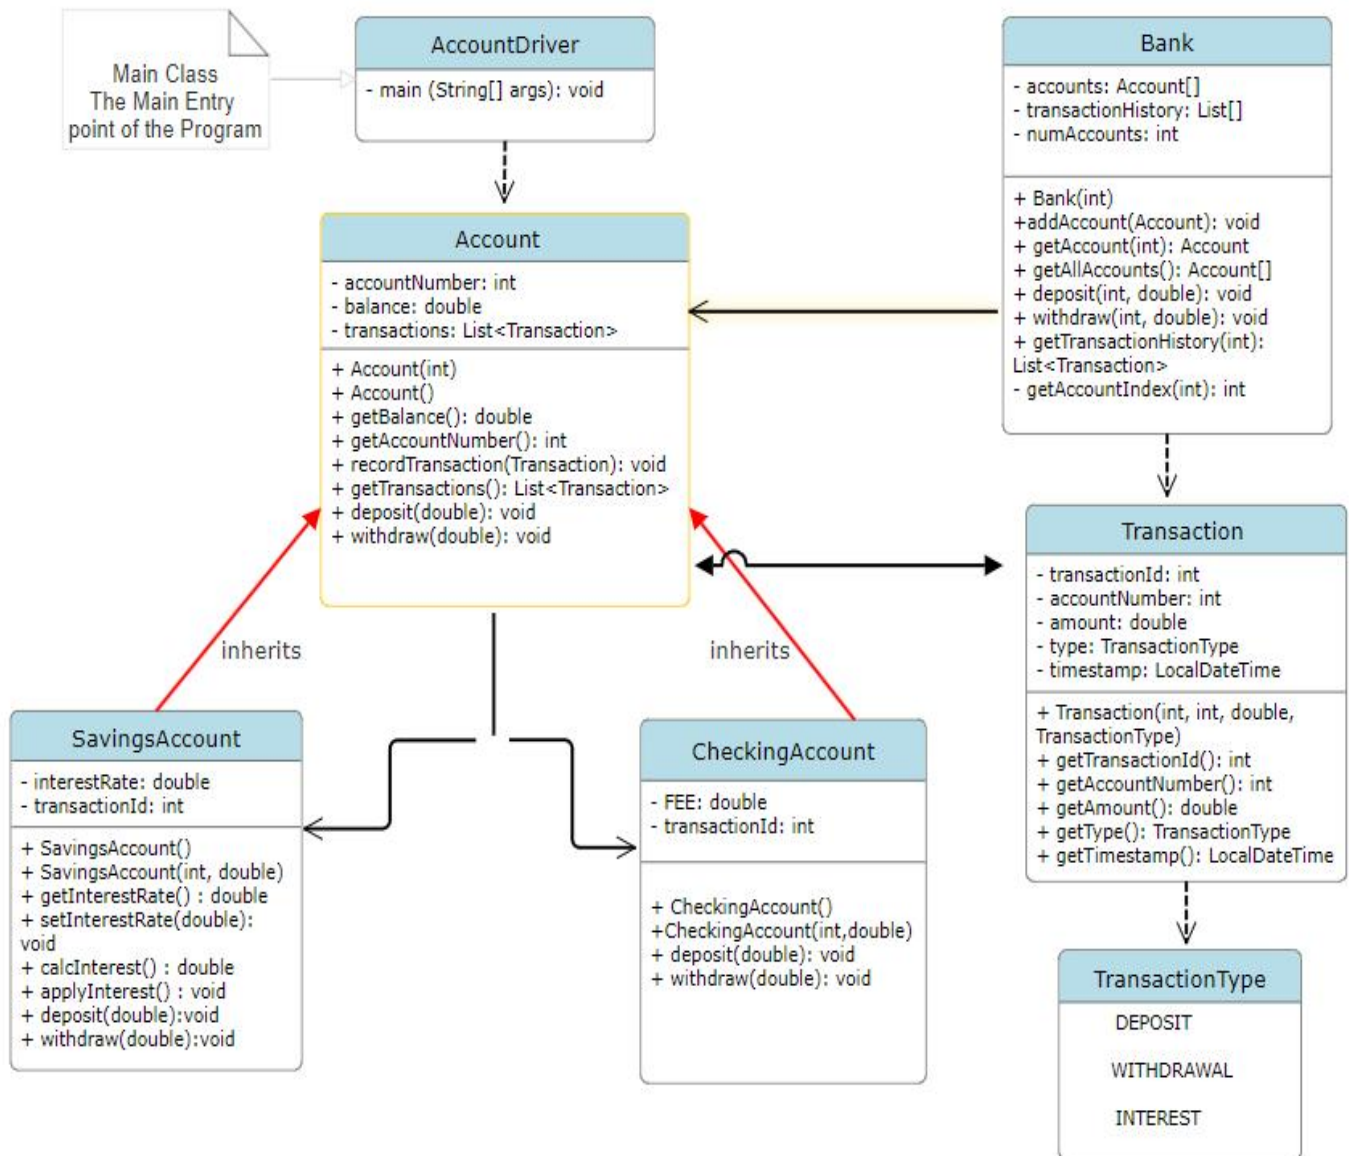 Main Class
The Main Entry
point of the Program
AccountDriver
- main (String[] args): void
Bank
- accounts: Account[]
- transactionHistory: List[]
- numAccounts: int
+ Bank(int)
+addAccount(Account): void
+ getAccount(int): Account
+ getAllAccounts(): Account[]
+ deposit(int, double): void
+ withdraw(int, double): void
+ getTransactionHistory(int):
List<Transaction>
- getAccountIndex(int): int
Account
- accountNumber: int
- balance: double
- transactions: List<Transaction>
+ Account(int)
+ Account()
+ getBalance(): double
+ getAccountNumber(): int
+ recordTransaction(Transaction): void
+ getTransactions(): List<Transaction>
+ deposit(double): void
+ withdraw(double): void
inherits
inherits
Transaction
- transactionId: int
- accountNumber: int
- amount: double
- type: TransactionType
- timestamp: LocalDateTime
+ Transaction(int, int, double,
TransactionType)
+ getTransactionId(): int
+ getAccountNumber(): int
+ getAmount(): double
+ getType(): TransactionType
+ getTimestamp(): LocalDateTime
SavingsAccount
- interestRate: double
- transactionId: int
+ SavingsAccount()
+ SavingsAccount(int, double)
+ getInterestRate() : double
+ setInterestRate(double):
void
+ calcInterest() : double
+ applyInterest() : void
+ deposit(double):void
+ withdraw(double):void
CheckingAccount
- FEE: double
- transactionId: int
+ CheckingAccount()
+CheckingAccount(int,double)
+ deposit(double): void
+ withdraw(double): void
TransactionType
DEPOSIT
WITHDRAWAL
INTEREST